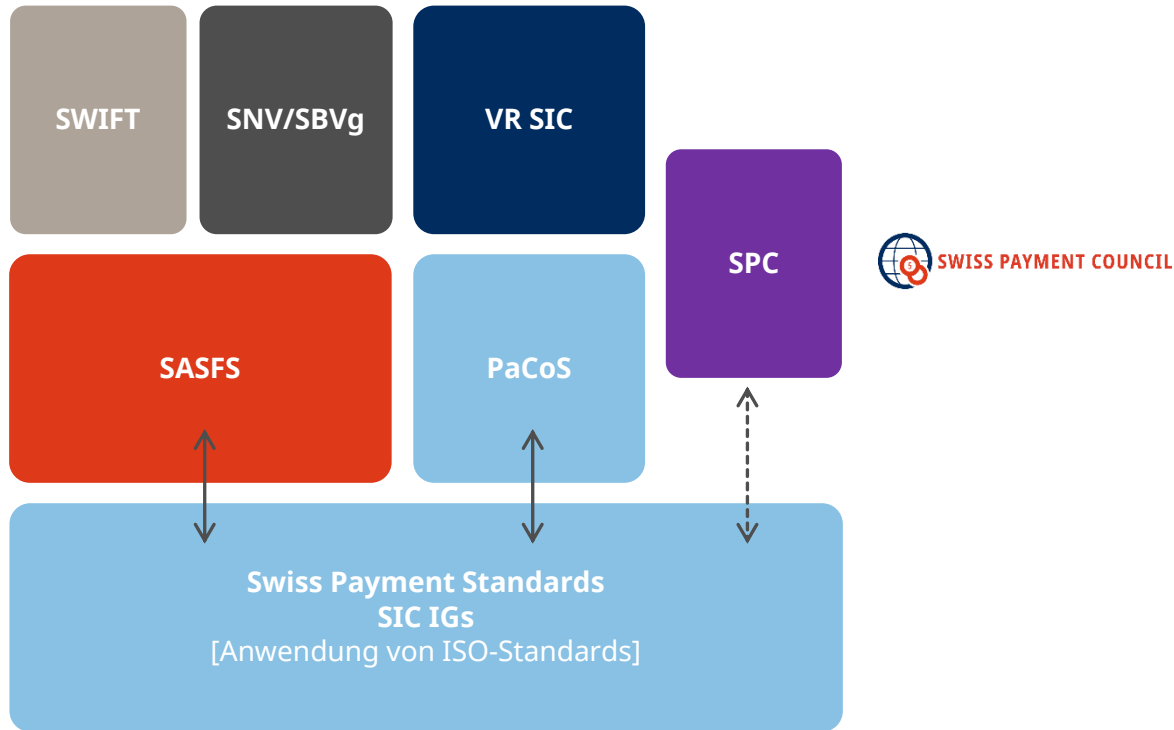 SWIFT
SNV/SBVg
VR SIC
SPC
SWISS PAYMENT COUNCIL
SASFS
PaCoS
Swiss Payment Standards
SIC IGs
[Anwendung von ISO-Standards]